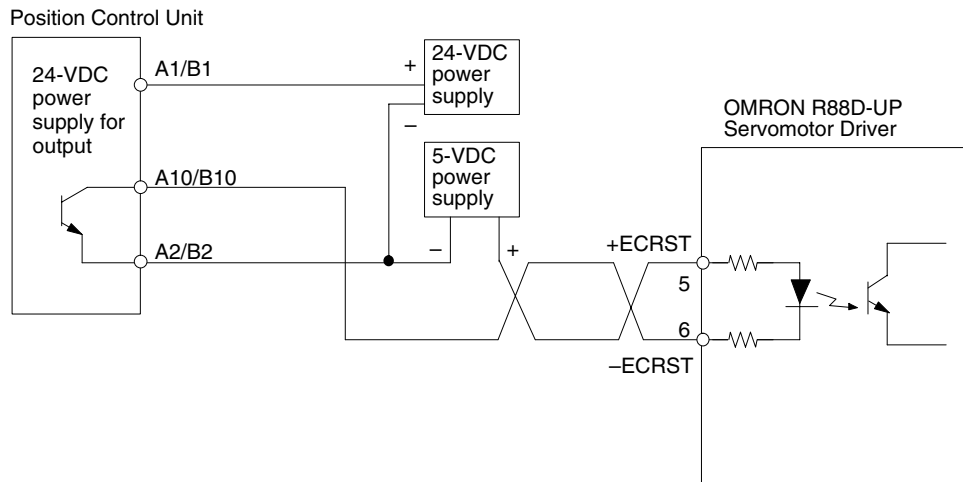 Position Control Unit
24-VDC
power
supply for
output
A1/B1
+
–
24-VDC
power
supply
5-VDC
power
supply
–
+
A10/B10
A2/B2
OMRON R88D-UP
Servomotor Driver
+ECRST
5
6
–ECRST